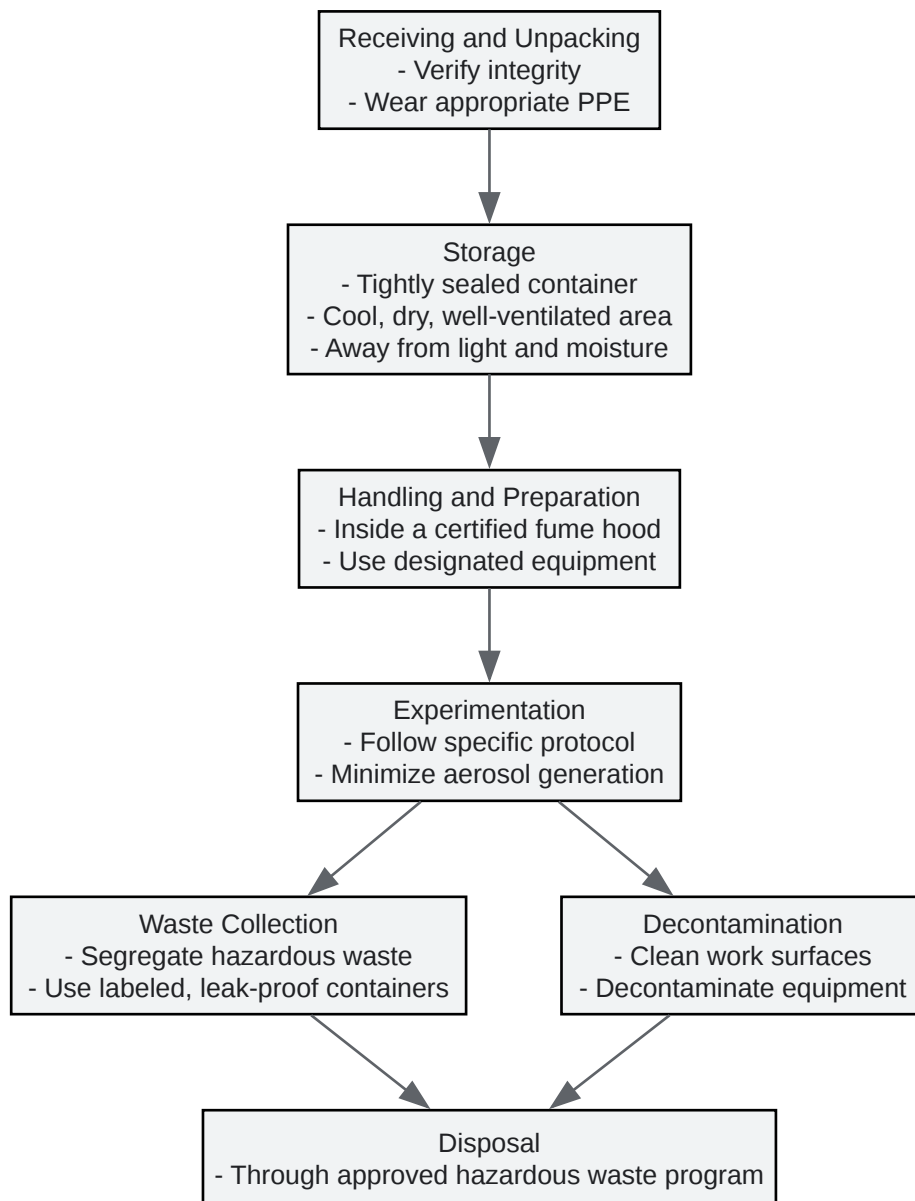 Receiving and Unpacking
- Verify integrity
- Wear appropriate PPE
Storage
- Tightly sealed container
- Cool, dry, well-ventilated area
- Away from light and moisture
Handling and Preparation
- Inside a certified fume hood
- Use designated equipment
Experimentation
- Follow specific protocol
- Minimize aerosol generation
Waste Collection
- Segregate hazardous waste
- Use labeled, leak-proof containers
Decontamination
- Clean work surfaces
- Decontaminate equipment
Disposal
- Through approved hazardous waste program